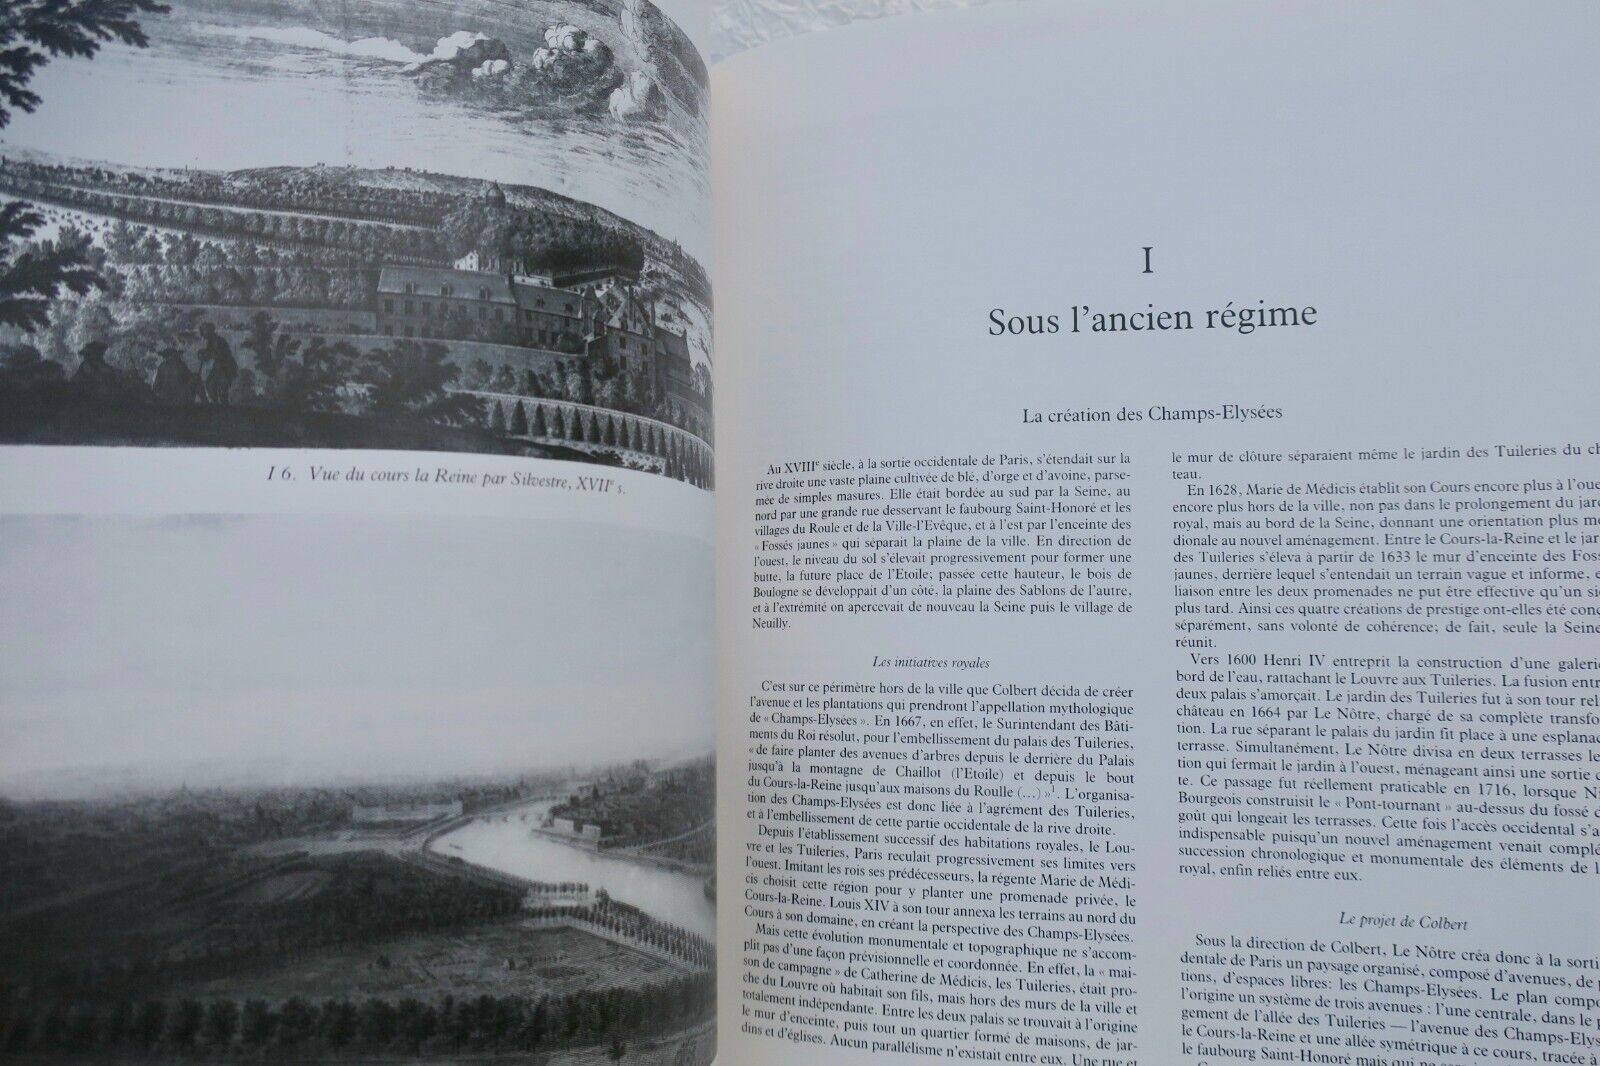 I 6. Vue du cours la Reine par Silvestre, XVIIe s.
I
Sous l'ancien régime
La création des Champs-Elysées
Au XVIIIe siècle, à la sortie occidentale de Paris, s'étendait sur la
rive droite une vaste plaine cultivée de blé, d'orge et d'avoine, parse-
mée de simples masures. Elle était bordée au sud par la Seine, au
nord par une grande rue desservant le faubourg Saint-Honoré et les
villages du Roule et de la Ville-l'Evêque, et à l'est par l'enceinte des
« Fossés jaunes » qui séparait la plaine de la ville. En direction de
l'ouest, le niveau du sol s'élevait progressivement pour former une
butte, la future place de l'Etoile; passée cette hauteur, le bois de
Boulogne se développait d'un côté, la plaine des Sablons de l'autre,
et à l'extrémité on apercevait de nouveau la Seine puis le village de
Neuilly.
Les initiatives royales
C'est sur ce périmètre hors de la ville que Colbert décida de créer
l'avenue et les plantations qui prendront l'appellation mythologique
de « Champs-Elysées ». En 1667, en effet, le Surintendant des Bâti-
ments du Roi résolut, pour l'embellissement du palais des Tuileries,
« de faire planter des avenues d'arbres depuis le derrière du Palais
jusqu'à la montagne de Chaillot (l'Etoile) et depuis le bout
du Cours-la-Reine jusqu'aux maisons du Roulle (...) »1. L'organisa-
tion des Champs-Elysées est donc liée à l'agrément des Tuileries,
et à l'embellissement de cette partie occidentale de la rive droite.
Depuis l'établissement successif des habitations royales, le Lou-
vre et les Tuileries, Paris reculait progressivement ses limites vers
l'ouest. Imitant les rois ses prédécesseurs, la régente Marie de Médi-
cis choisit cette région pour y planter une promenade privée, le
Cours-la-Reine. Louis XIV à son tour annexa les terrains au nord du
Cours à son domaine, en créant la perspective des Champs-Elysées.
Mais cette évolution monumentale et topographique ne s'accom-
plit pas d'une façon prévisionnelle et coordonnée. En effet, la « mai-
son de campagne » de Catherine de Médicis, les Tuileries, était pro-
che du Louvre où habitait son fils, mais hors des murs de la ville et
totalement indépendante. Entre les deux palais se trouvait à l'origine
le mur d'enceinte, puis tout un quartier formé de maisons, de jar-
dins et d'églises. Aucun parallélisme n'existait entre eux. Une rue et
le mur de clôture séparaient même le jardin des Tuileries du ch
teau.
En 1628, Marie de Médicis établit son Cours encore plus à l'oue
encore plus hors de la ville, non pas dans le prolongement du jard
royal, mais au bord de la Seine, donnant une orientation plus mé
dionale au nouvel aménagement. Entre le Cours-la-Reine et le jar
des Tuileries s'éleva à partir de 1633 le mur d'enceinte des Foss
jaunes, derrière lequel s'entendait un terrain vague et informe, e
liaison entre les deux promenades ne peut être effective qu'un siè
plus tard. Ainsi ces quatre créations de prestige ont-elles été conç
séparément, sans volonté de cohérence; de fait, seule la Seine
réunit.
Vers 1600 Henri IV entreprit la construction d'une galerie
bord de l'eau, rattachant le Louvre aux Tuileries. La fusion entr
deux palais s'amorçait. Le jardin des Tuileries fut à son tour reli
château en 1664 par Le Nôtre, chargé de sa complète transfo
tion. La rue séparant le palais du jardin fit place à une esplanad
terrasse. Simultanément, Le Nôtre divisa en deux terrasses le
tion qui fermait le jardin à l'ouest, ménageant ainsi une sortie d
te. Ce passage fut réellement praticable en 1716, lorsque Ni
Bourgeois construisit le « Pont-tournant » au-dessus du fossé d
goût qui longeait les terrasses. Cette fois l'accès occidental s'a
indispensable puisqu'un nouvel aménagement venait complé
succession chronologique et monumentale des éléments de l
royal, enfin reliés entre eux.
Le projet de Colbert
Sous la direction de Colbert, Le Nôtre créa donc à la sorti
dentale de Paris un paysage organisé, composé d'avenues, de p
tions, d'espaces libres: les Champs-Elysées. Le plan compo
l'origine un système de trois avenues : l'une centrale, dans le p
gement de l'allée des Tuileries — l'avenue des Champs-Elys
le Cours-la-Reine et une allée symétrique à ce cours, tracée à
le faubourg Saint-Honoré mais qui ne